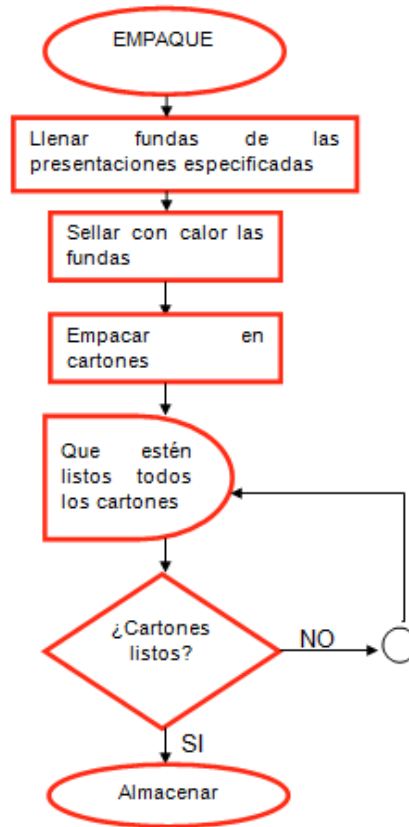 EMPAQUE
Llenar fundas de las
presentaciones especificadas
Sellar con calor las
fundas
Empacar en
cartones
Que estén
listos todos
los cartones
¿Cartones
listos?
NO
SI
Almacenar